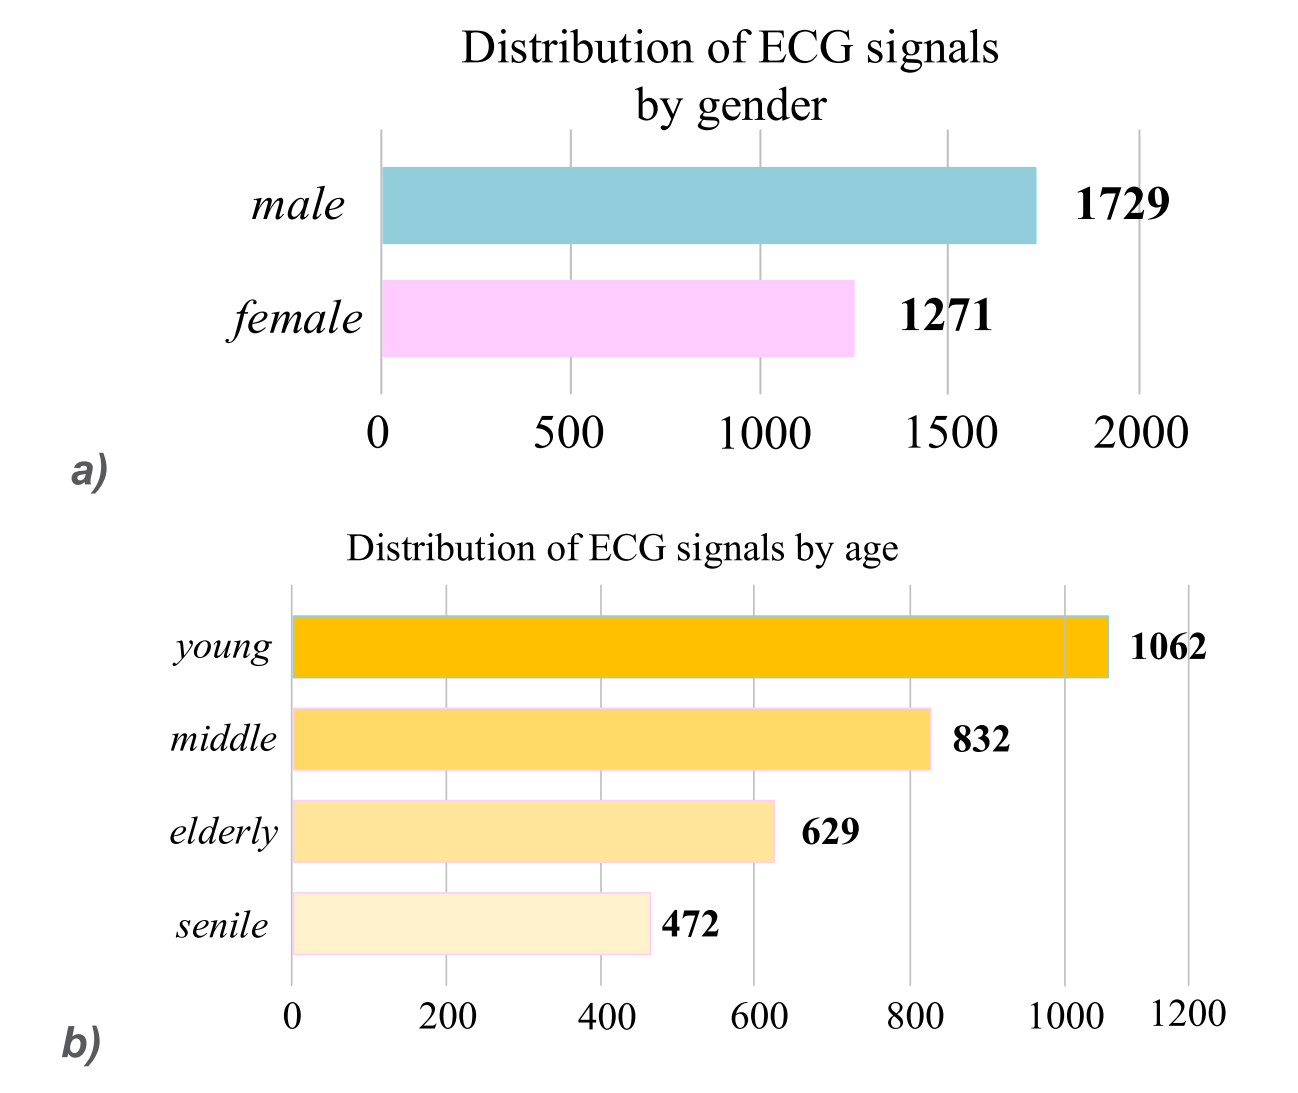 Distribution of ECG signals
by gender
male 1729
female 1271
0 500 1000 1500 2000
a)
Distribution of ECG signals by age
young 1062
middle 832
elderly 629
senile 472
0 200 400 600 800 1000 1200
b)